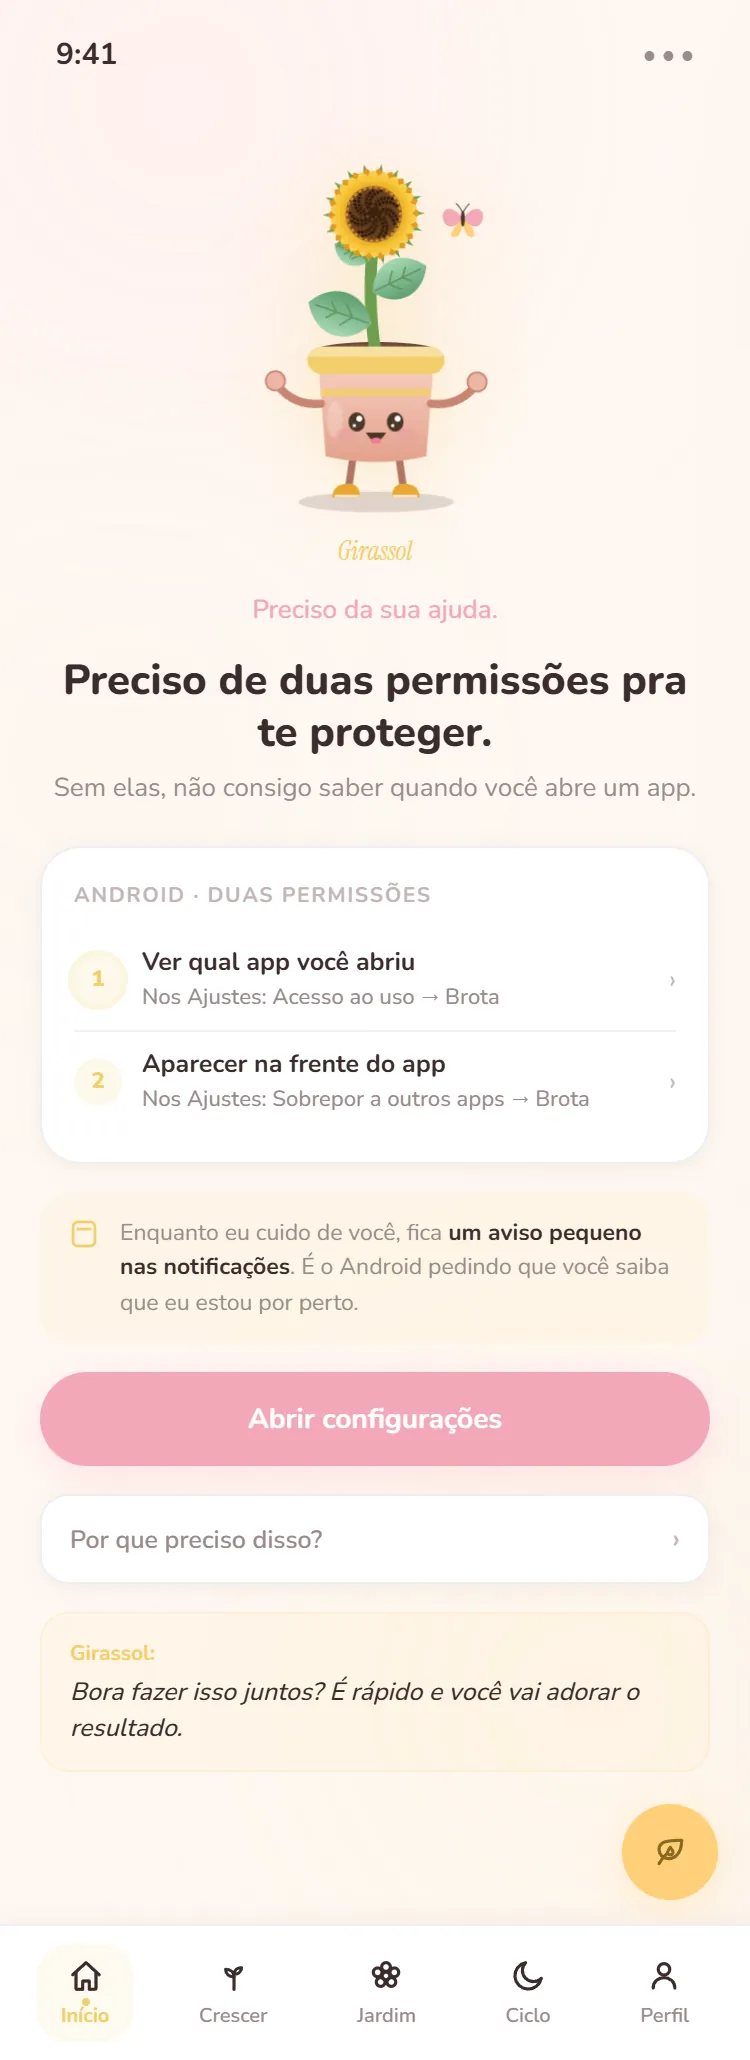 9:41
Girassol
Preciso da sua ajuda.
Preciso de duas permissões pra
te proteger.
Sem elas, não consigo saber quando você abre um app.
ANDROID · DUAS PERMISSÕES
1
Ver qual app você abriu
Nos Ajustes: Acesso ao uso → Brota
2
Aparecer na frente do app
Nos Ajustes: Sobrepor a outros apps → Brota
Enquanto eu cuido de você, fica um aviso pequeno
nas notificações. É o Android pedindo que você saiba
que eu estou por perto.
Abrir configurações
Por que preciso disso?
Girassol:
Bora fazer isso juntos? É rápido e você vai adorar o
resultado.
Início
Crescer
Jardim
Ciclo
Perfil